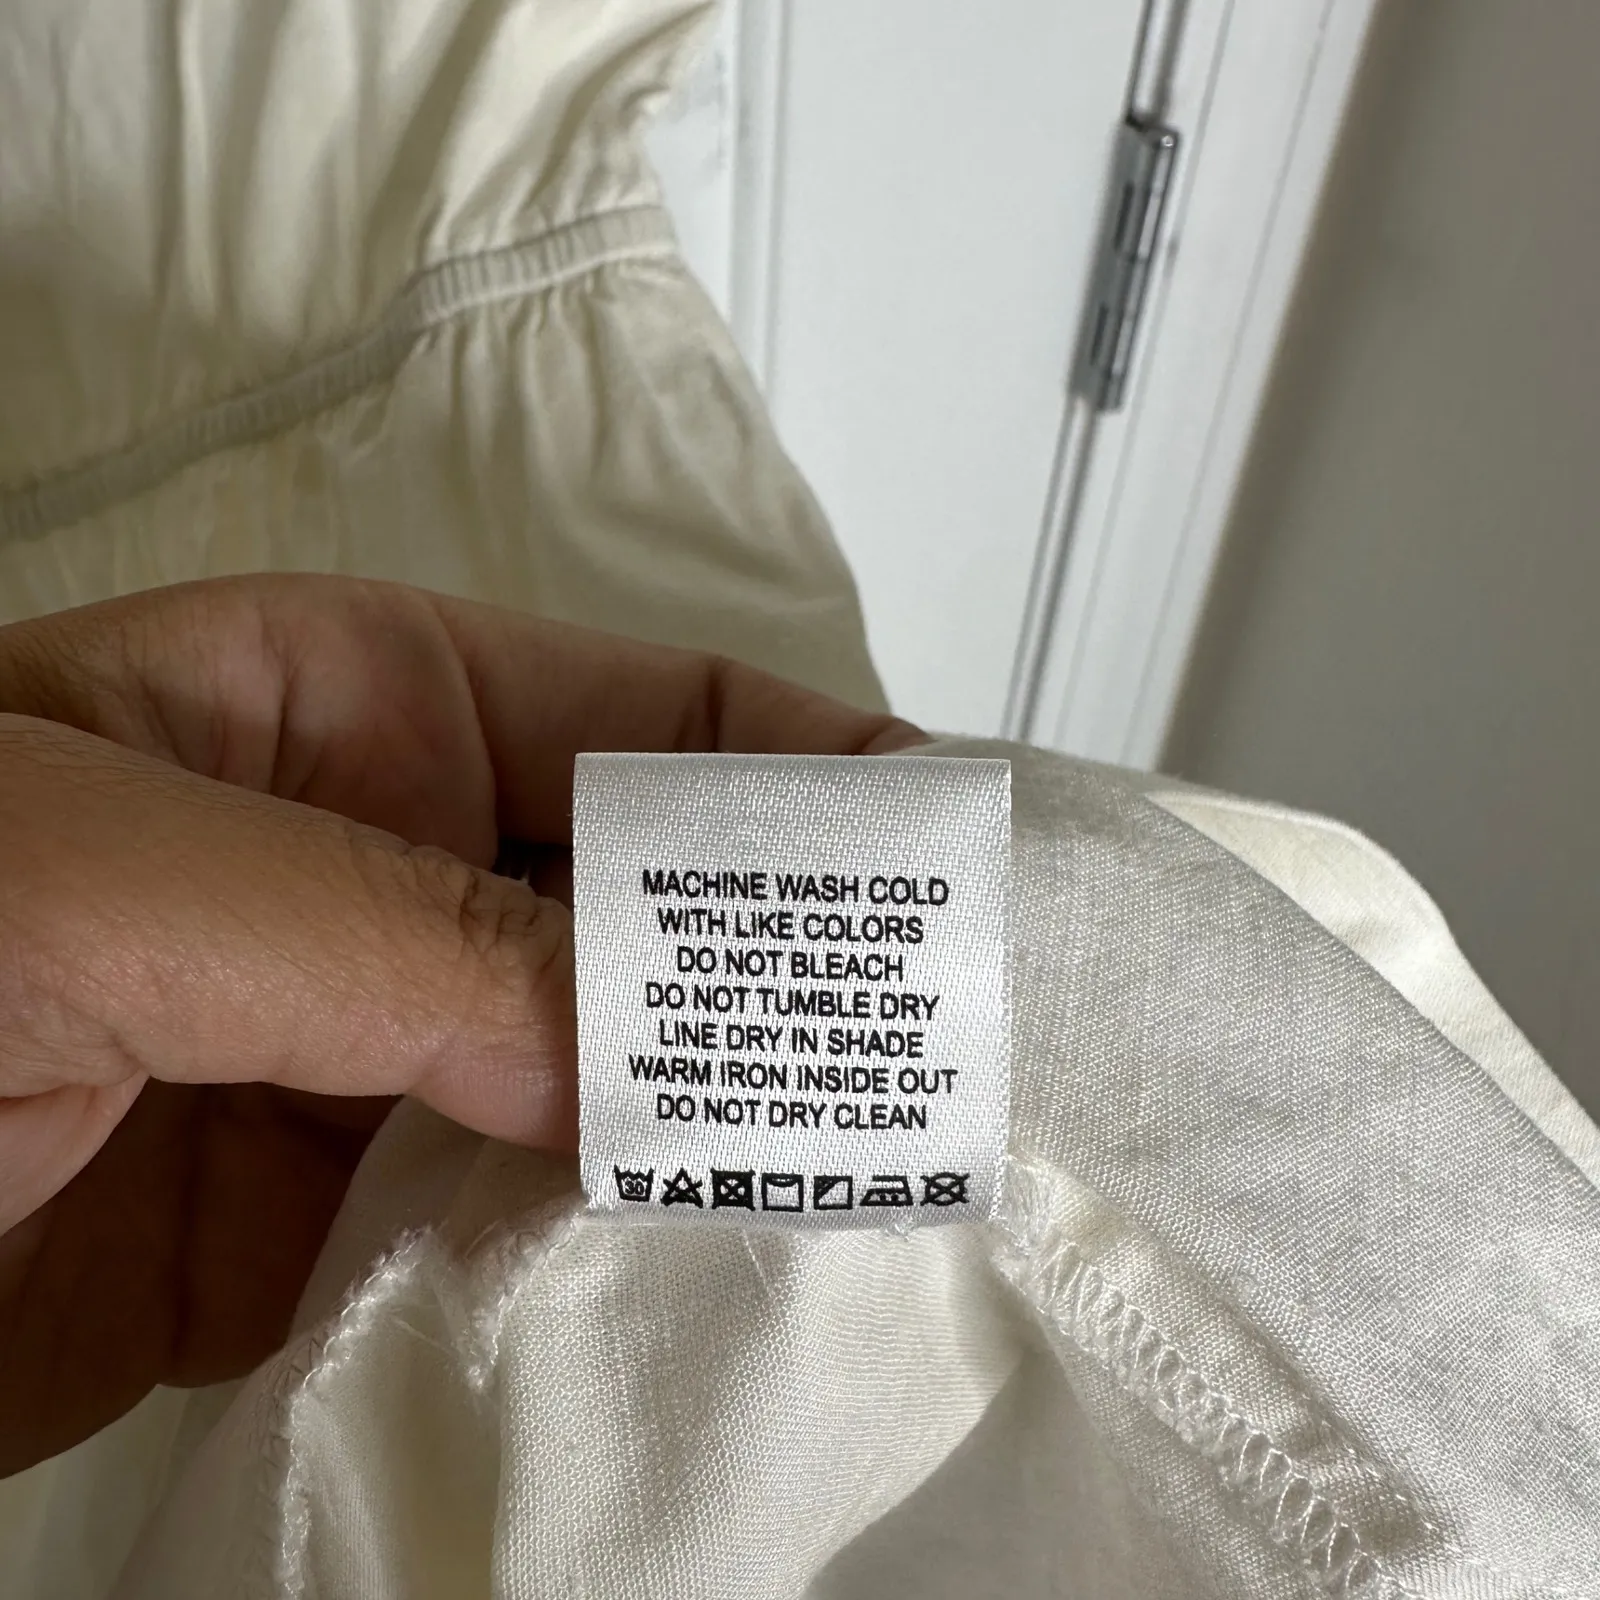 MACHINE WASH COLD
WITH LIKE COLORS
DO NOT BLEACH
DO NOT TUMBLE DRY
LINE DRY IN SHADE
WARM IRON INSIDE OUT
DO NOT DRY CLEAN
30